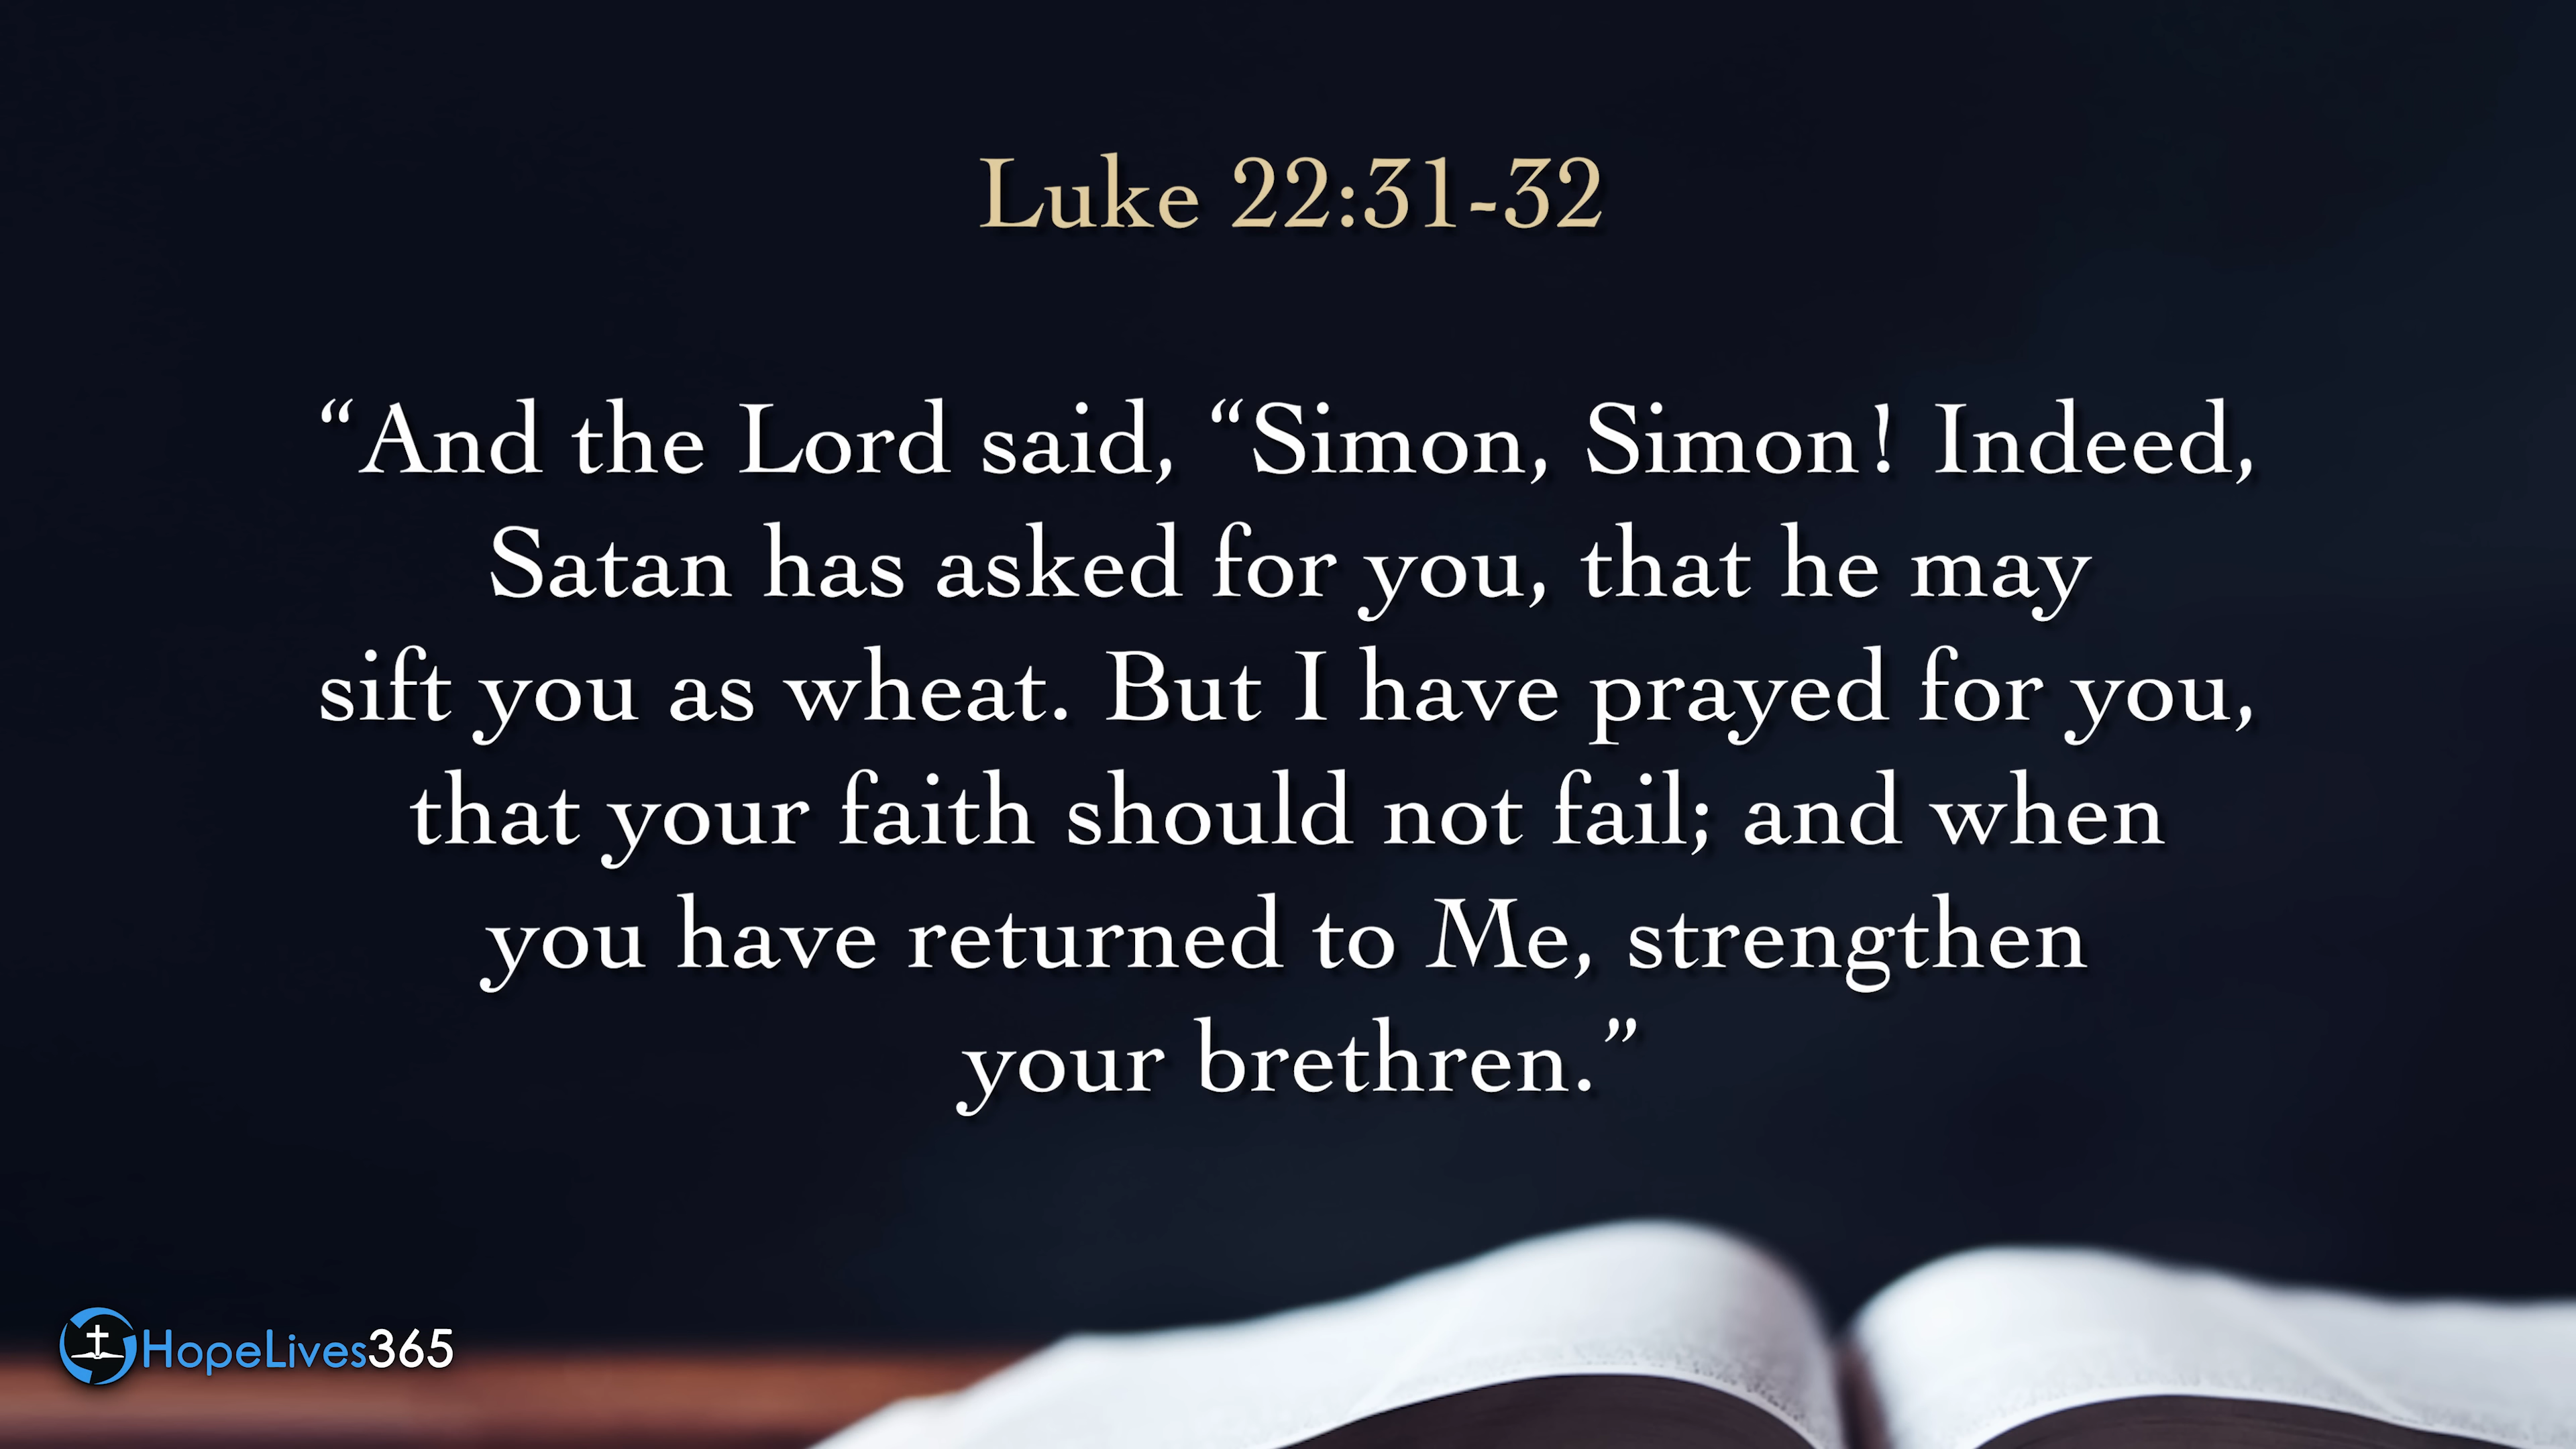 Luke 22:31-32
“And the Lord said, “Simon, Simon! Indeed,
Satan has asked for you, that he may
sift you as wheat. But I have prayed for you,
that your faith should not fail; and when
you have returned to Me, strengthen
your brethren.”
HopeLives365